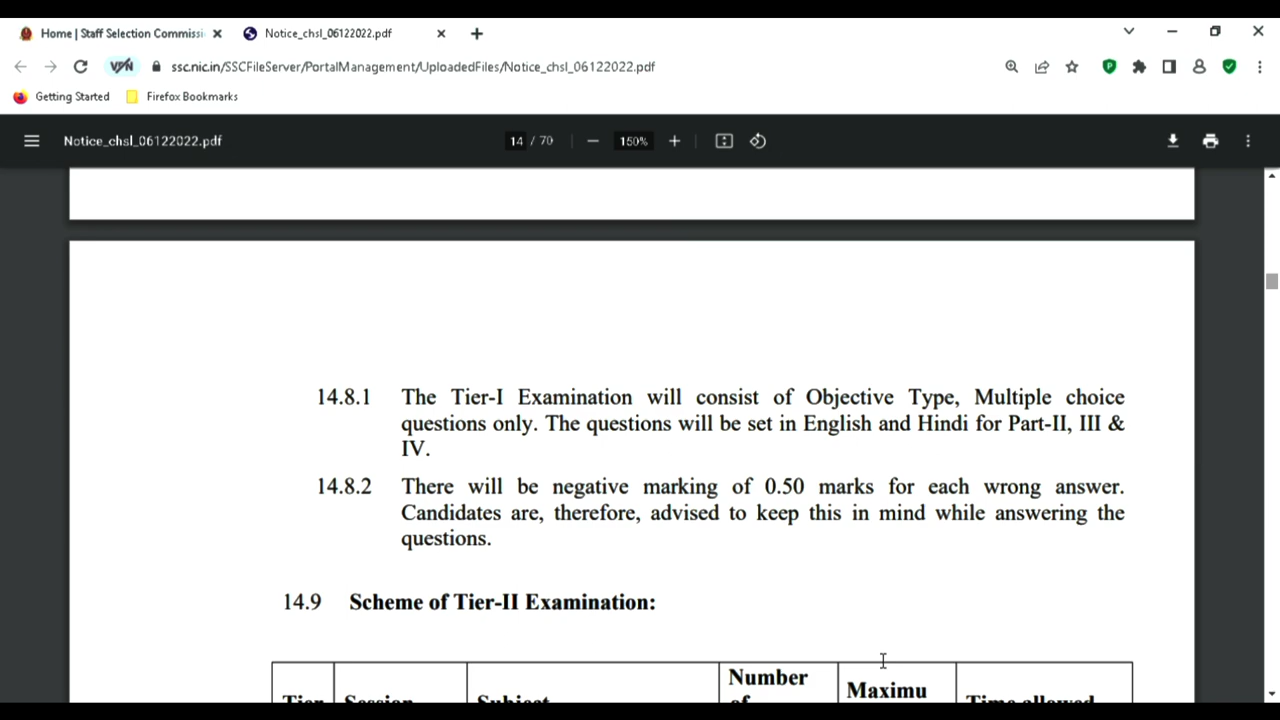 Home | Staff Selection Commissi
Notice_chsl_06122022.pdf
VPN
ssc.nic.in/SSCFileServer/PortalManagement/UploadedFiles/Notice_chsl_06122022.pdf
Getting Started
Firefox Bookmarks
Notice_chsl_06122022.pdf
14 / 70
150%
14.8.1 The Tier-I Examination will consist of Objective Type, Multiple choice
questions only. The questions will be set in English and Hindi for Part-II, III &
IV.
14.8.2 There will be negative marking of 0.50 marks for each wrong answer.
Candidates are, therefore, advised to keep this in mind while answering the
questions.
14.9 Scheme of Tier-II Examination:
Number
Maximu
Tier Session Subject of Time allowed